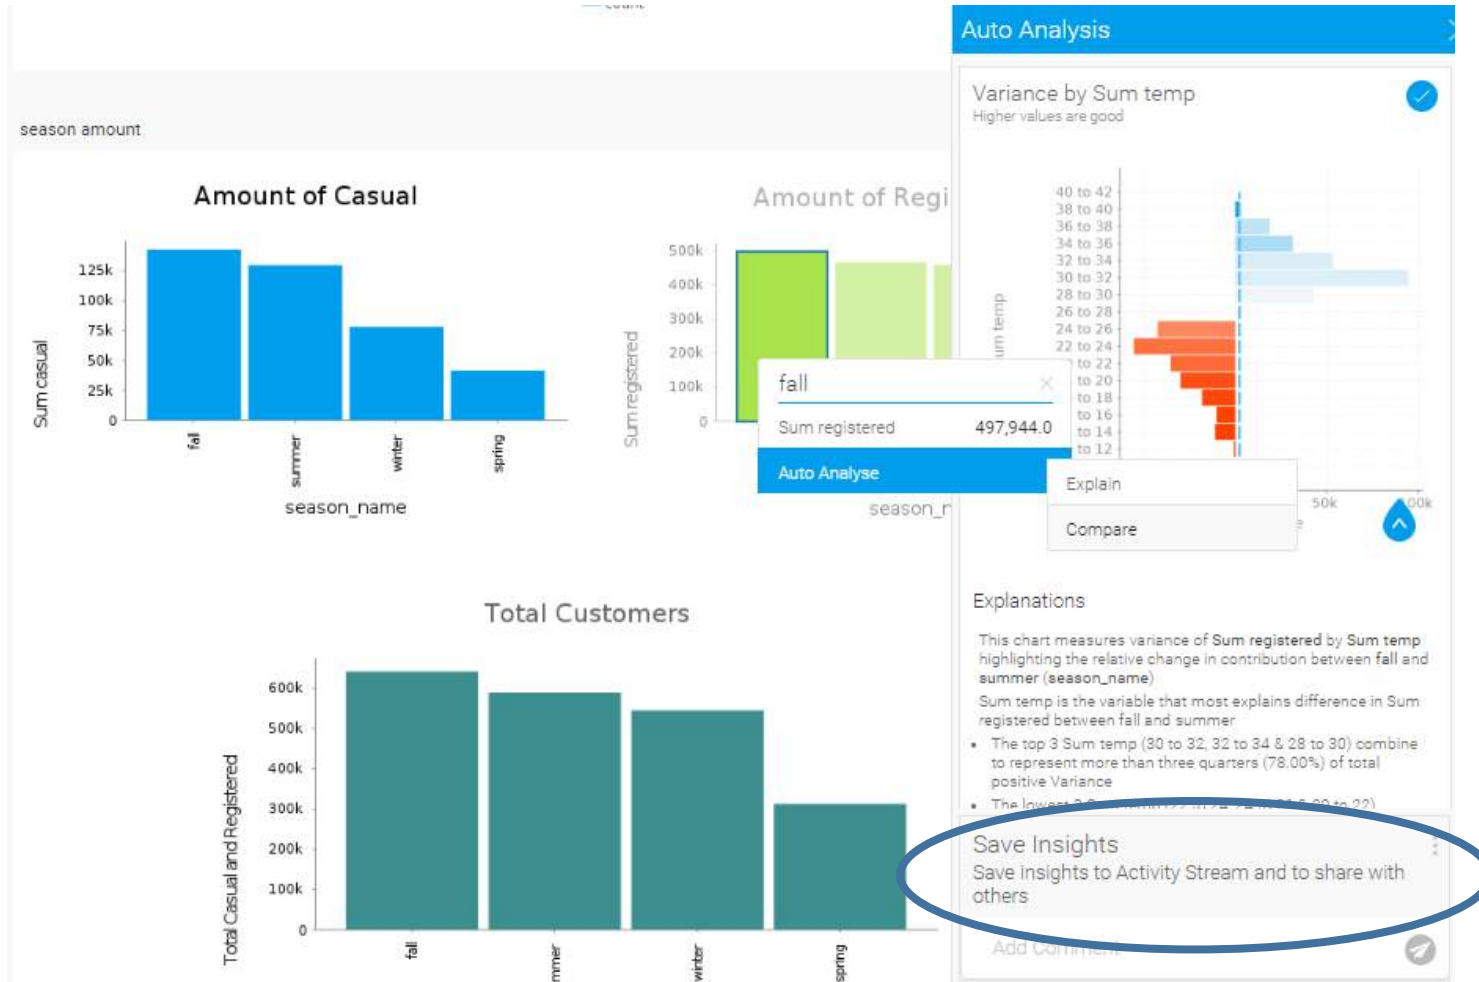 season amount
Amount of Casual
125k
100k
75k
50k
25k
0
Sum casual
fall
summer
winter
spring
season_name
Amount of Regi
500k
400k
300k
200k
100k
0
Sum registered
season_n
fall
Sum registered 497,944.0
Auto Analyse
Explain
Compare
Total Customers
600k
500k
400k
300k
200k
100k
0
Total Casual and Registered
fall
mmer
winter
spring
Auto Analysis
Variance by Sum temp
Higher values are good
40 to 42
38 to 40
36 to 38
34 to 36
32 to 34
30 to 32
28 to 30
26 to 28
24 to 26
22 to 24
to 22
to 20
to 18
to 16
to 14
to 12
um temp
50k
00k
Explanations
This chart measures variance of Sum registered by Sum temp
highlighting the relative change in contribution between fall and
summer (season_name)
Sum temp is the variable that most explains difference in Sum
registered between fall and summer
• The top 3 Sum temp (30 to 32, 32 to 34 & 28 to 30) combine
to represent more than three quarters (78.00%) of total
positive Variance
• The lowest
Save Insights
Save insights to Activity Stream and to share with
others
Add Comment